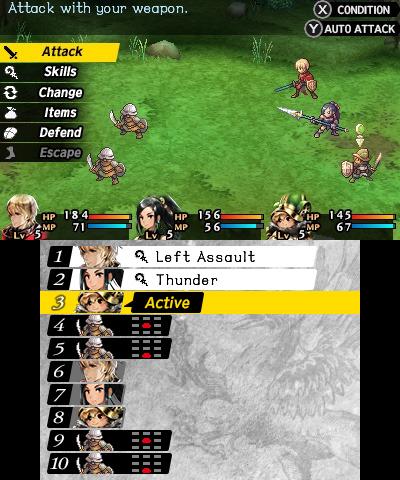 Attack with your weapon.
X CONDITION
Y AUTO ATTACK
Attack
Skills
Change
Items
Defend
Escape
HP 184 HP 156 HP 145
Lv 5 MP 71 Lv 5 MP 56 Lv 5 MP 67
1 Left Assault
2 Thunder
3 Active
4
5
6
7
8
9
10